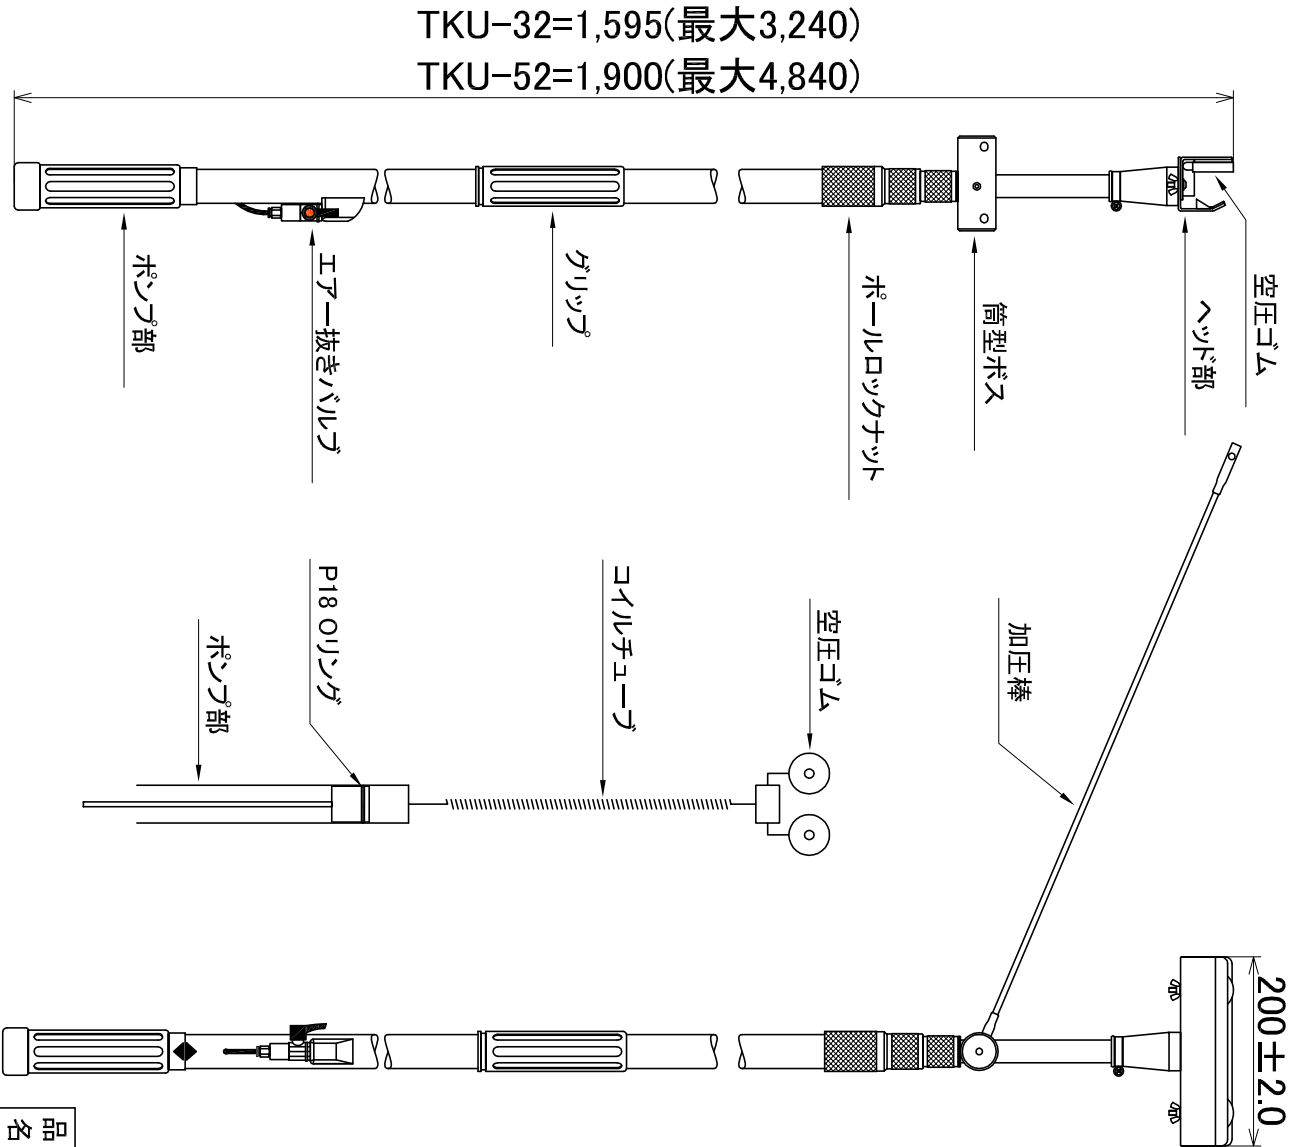 TKU-32=1,595(最大3,240)
TKU-52=1,900(最大4,840)
空圧ゴム
ヘッド部
筒型ボス
ポールロックナット
グリップ
エアー抜きバルブ
ポンプ部
加圧棒
空圧ゴム
コイルチューブ
P18 Oリング
ポンプ部
200±2.0
品名